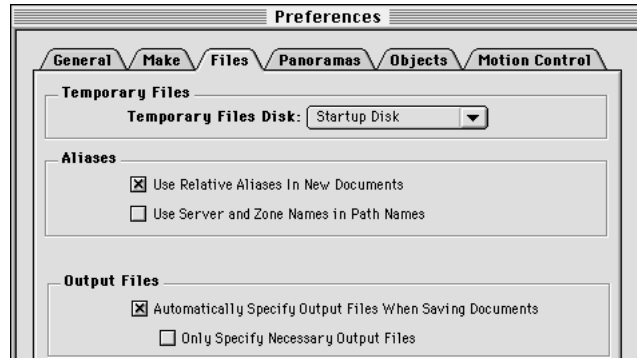 Preferences
General Make Files Panoramas Objects Motion Control
Temporary Files
Temporary Files Disk: Startup Disk
Aliases
Use Relative Aliases In New Documents
Use Server and Zone Names in Path Names
Output Files
Automatically Specify Output Files When Saving Documents
Only Specify Necessary Output Files